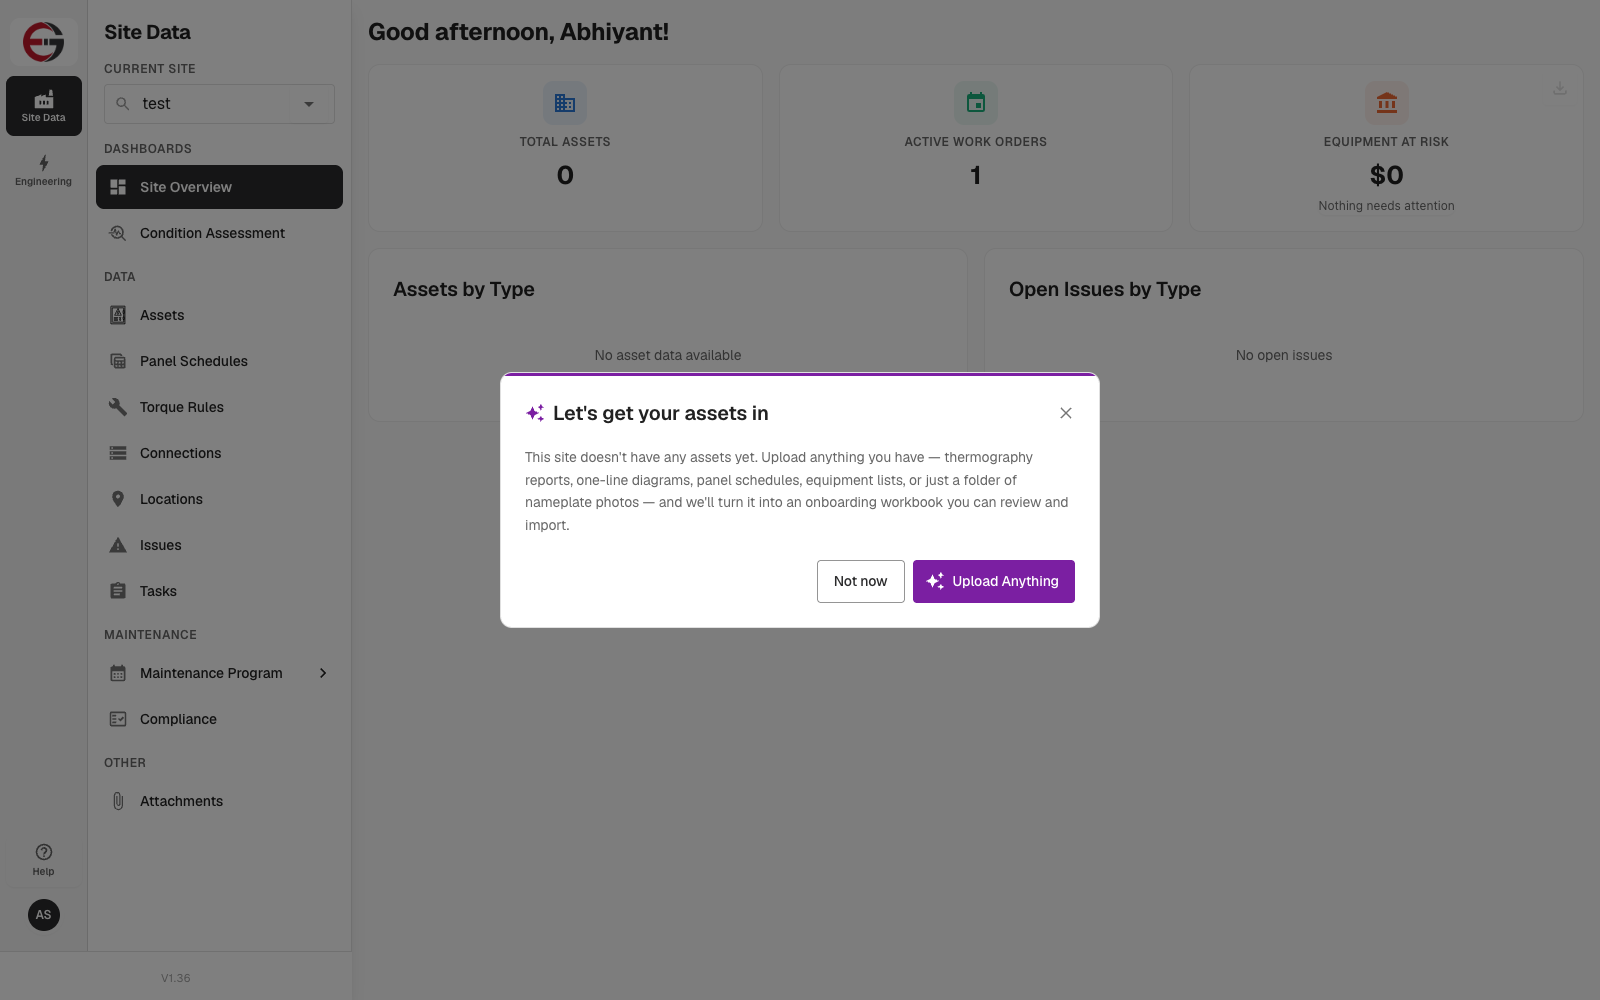 Site Data
Engineering
Help
AS
Site Data
CURRENT SITE
test
DASHBOARDS
Site Overview
Condition Assessment
DATA
Assets
Panel Schedules
Torque Rules
Connections
Locations
Issues
Tasks
MAINTENANCE
Maintenance Program
Compliance
OTHER
Attachments
V1.36
Good afternoon, Abhiyant!
TOTAL ASSETS
0
ACTIVE WORK ORDERS
1
EQUIPMENT AT RISK
$0
Nothing needs attention
Assets by Type
No asset data available
Open Issues by Type
No open issues
Let's get your assets in
This site doesn't have any assets yet. Upload anything you have — thermography
reports, one-line diagrams, panel schedules, equipment lists, or just a folder of
nameplate photos — and we'll turn it into an onboarding workbook you can review and
import.
Not now
Upload Anything